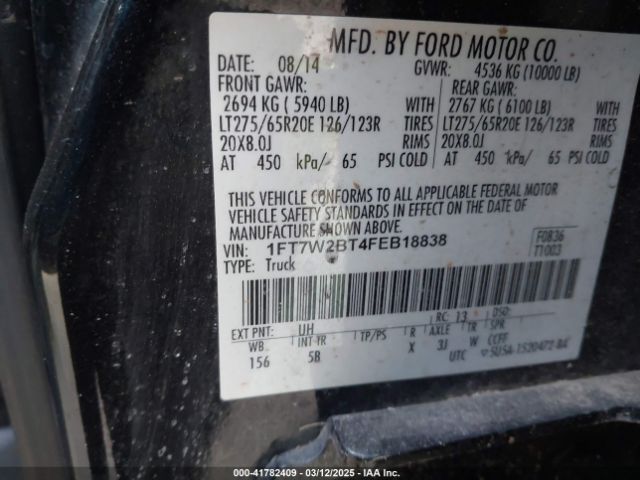 MFD. BY FORD MOTOR CO.
DATE: 08/14 GVWR: 4536 KG (10000 LB)
FRONT GAWR: REAR GAWR:
2694 KG ( 5940 LB) WITH 2767 KG ( 6100 LB) WITH
LT275/65R20E 126/123R TIRES LT275/65R20E 126/123R TIRES
20X8.0J RIMS 20X8.0J RIMS
AT 450 kPa/ 65 PSI COLD AT 450 kPa/ 65 PSI COLD
THIS VEHICLE CONFORMS TO ALL APPLICABLE FEDERAL MOTOR
VEHICLE SAFETY STANDARDS IN EFFECT ON THE DATE OF
MANUFACTURE SHOWN ABOVE.
VIN: 1FT7W2BT4FEB18838 F0836
TYPE: Truck T1003
RC: 13 DSO:
EXT PNT: UH
WB INT TR TP/PS R AXLE TR SPR
156 5B X 3J W CCFF
UTC 5U5A-1520472-BA
000-41782409 - 03/12/2025 - IAA Inc.